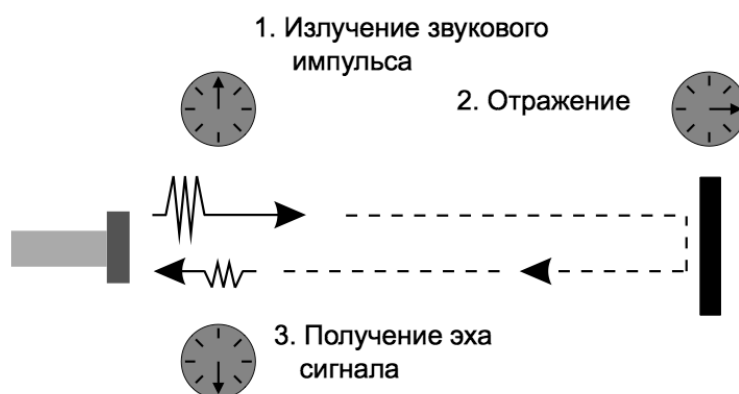 1. Излучение звукового
импульса
2. Отражение
3. Получение эха
сигнала